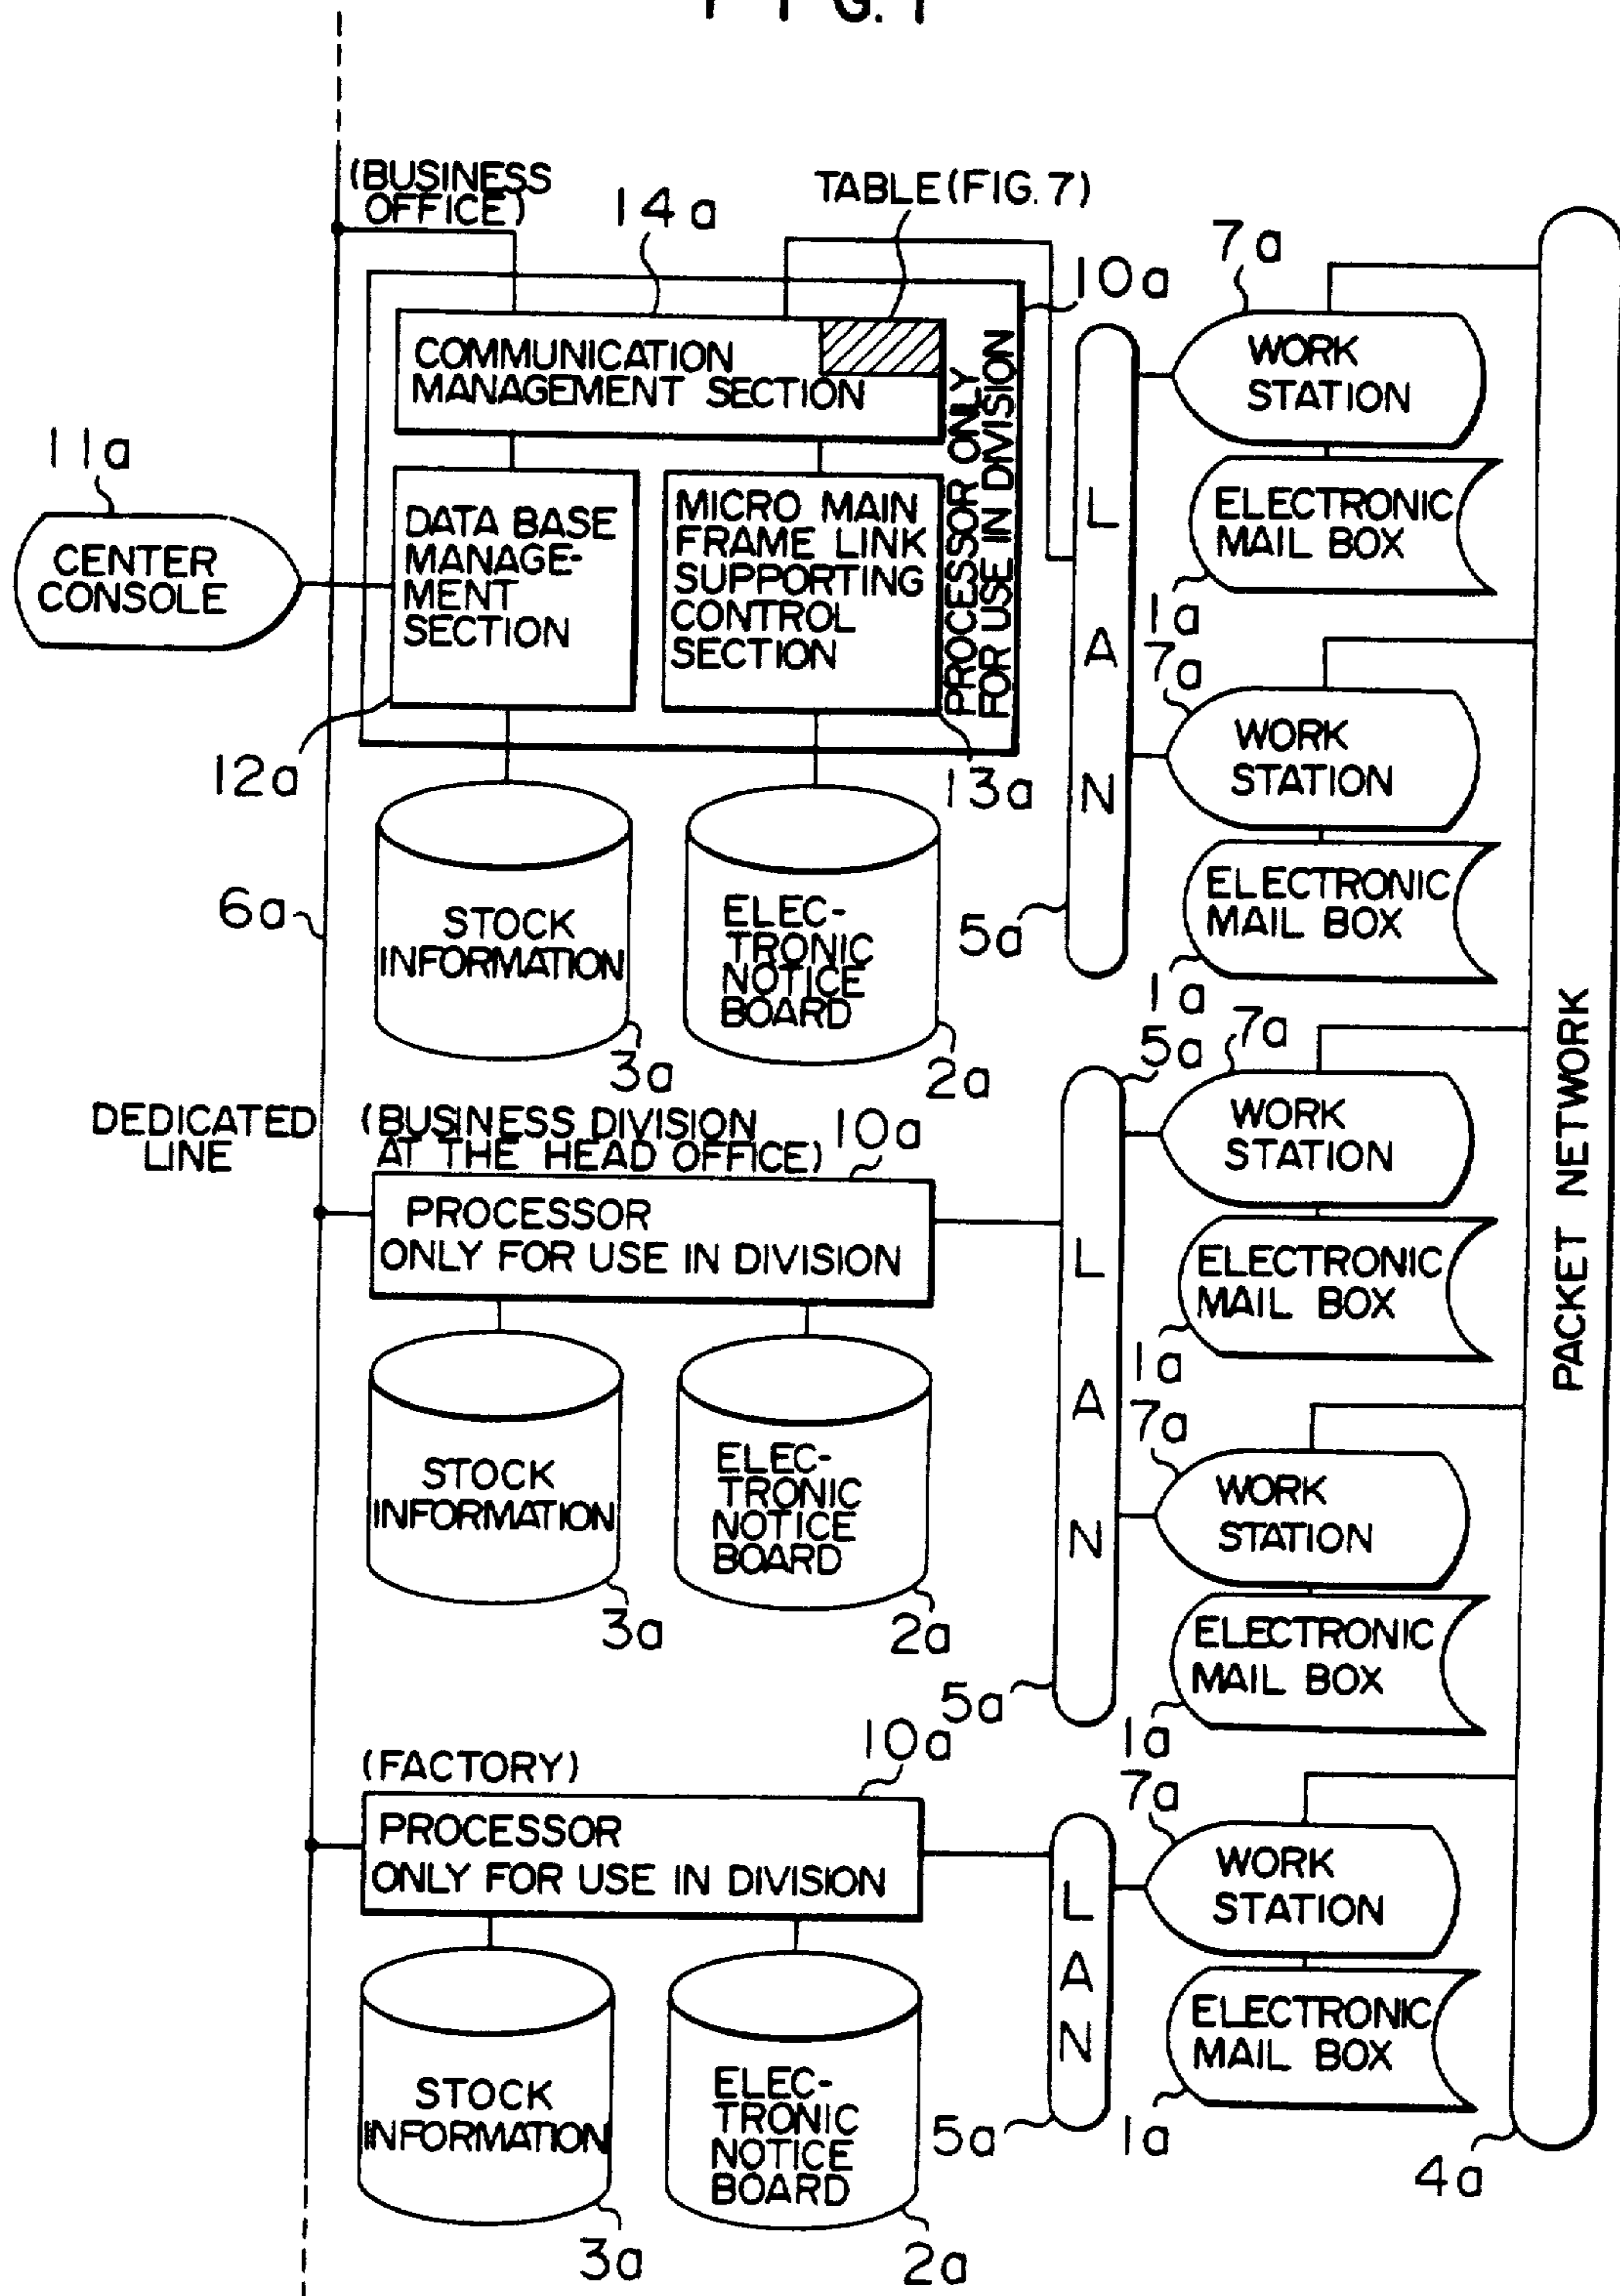 FIG. 1
(BUSINESS
OFFICE)
14a
TABLE (FIG. 7)
10a
COMMUNICATION
MANAGEMENT SECTION
PROCESSOR ONLY
FOR USE IN DIVISION
11a
CENTER
CONSOLE
DATA BASE
MANAGE-
MENT
SECTION
MICRO MAIN
FRAME LINK
SUPPORTING
CONTROL
SECTION
12a
13a
6a
STOCK
INFORMATION
3a
ELEC-
TRONIC
NOTICE
BOARD
2a
LAN
5a
7a
WORK
STATION
ELECTRONIC
MAIL BOX
1a
7a
WORK
STATION
ELECTRONIC
MAIL BOX
1a
DEDICATED
LINE
(BUSINESS DIVISION
AT THE HEAD OFFICE)
10a
PROCESSOR
ONLY FOR USE IN DIVISION
STOCK
INFORMATION
3a
ELEC-
TRONIC
NOTICE
BOARD
2a
5a
LAN
5a
7a
WORK
STATION
ELECTRONIC
MAIL BOX
1a
7a
WORK
STATION
ELECTRONIC
MAIL BOX
1a
(FACTORY)
10a
PROCESSOR
ONLY FOR USE IN DIVISION
STOCK
INFORMATION
3a
ELEC-
TRONIC
NOTICE
BOARD
2a
LAN
5a
7a
WORK
STATION
ELECTRONIC
MAIL BOX
1a
PACKET NETWORK
4a